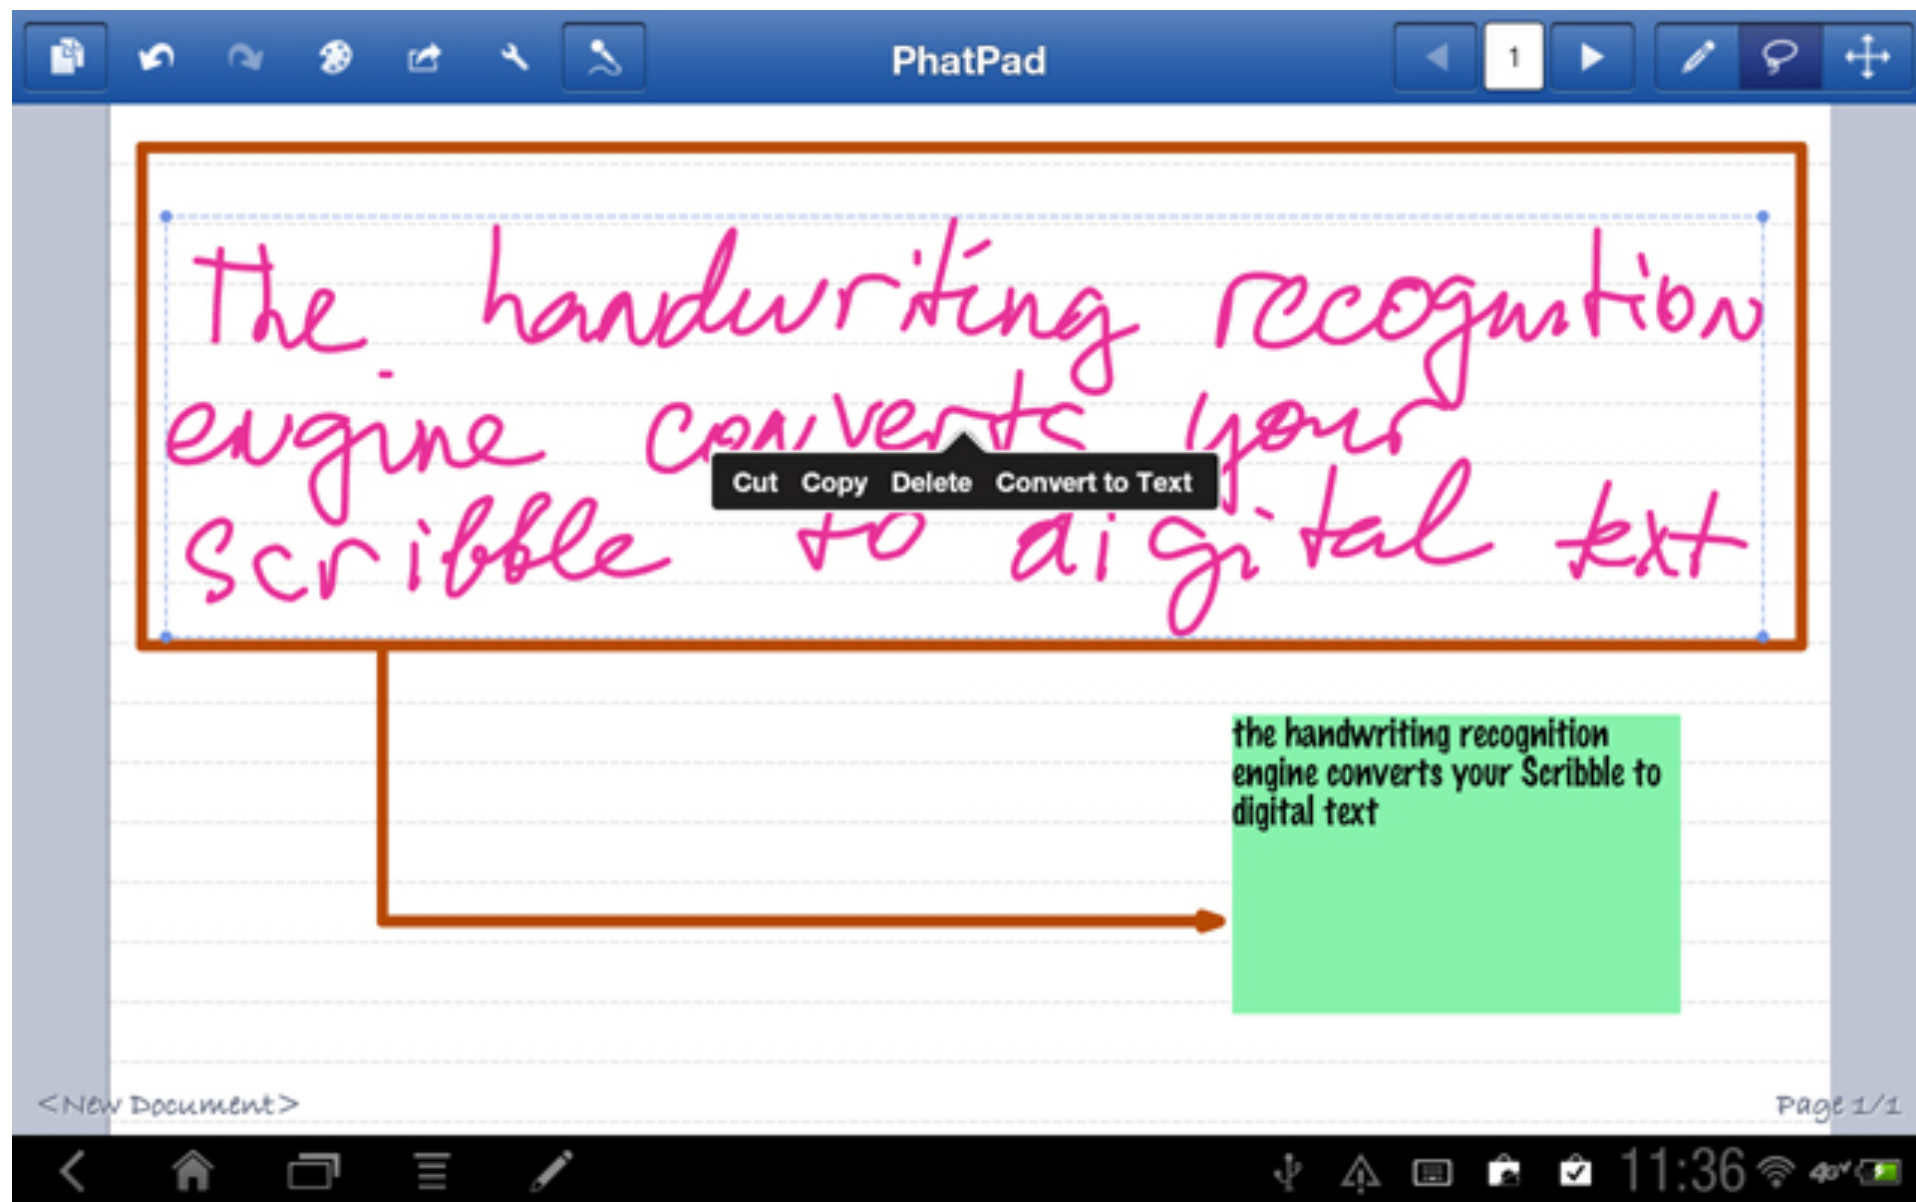 PhatPad
1
the handwriting recognition
engine converts your
Cut Copy Delete Convert to Text
scribble to digital text
the handwriting recognition
engine converts your Scribble to
digital text
<New Document>
Page 1/1
11:36